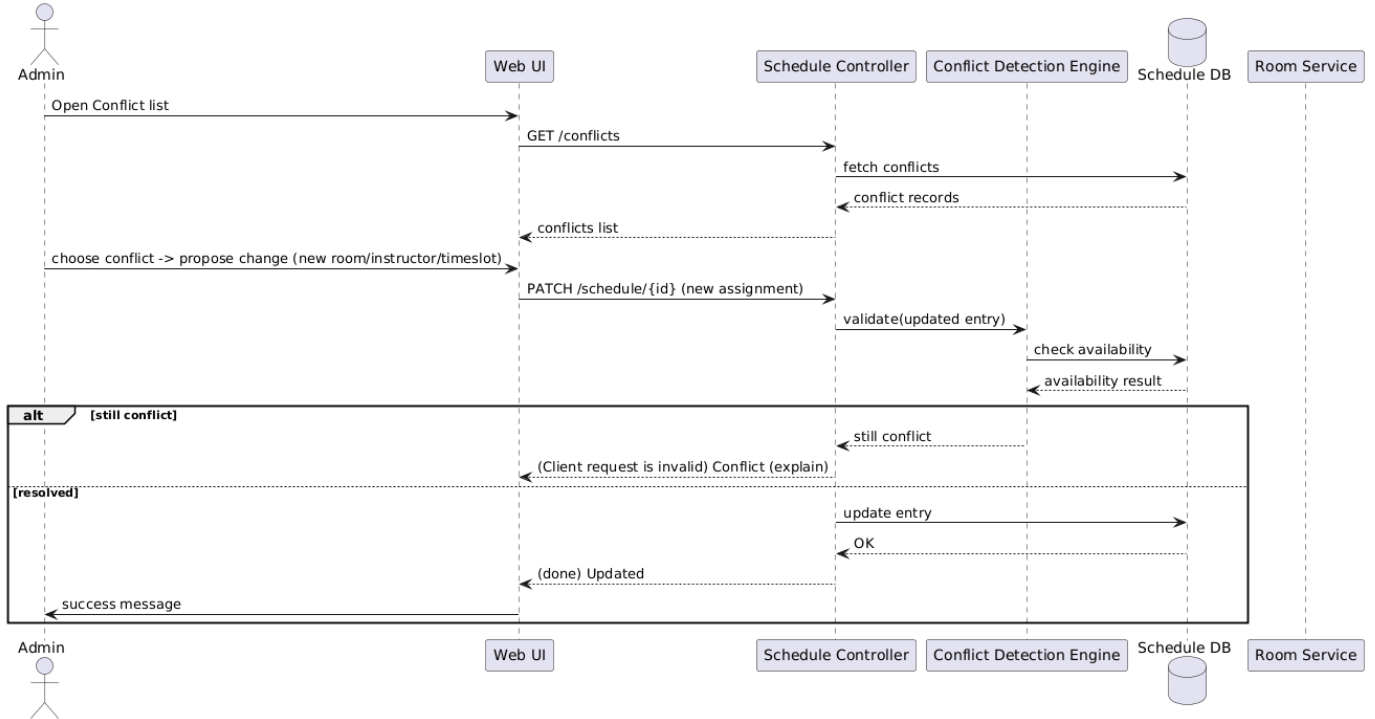 Admin
Web UI
Schedule Controller
Conflict Detection Engine
Schedule DB
Room Service
Open Conflict list
GET /conflicts
fetch conflicts
conflict records
conflicts list
choose conflict -> propose change (new room/instructor/timeslot)
PATCH /schedule/{id} (new assignment)
validate(updated entry)
check availability
availability result
alt [still conflict]
still conflict
(Client request is invalid) Conflict (explain)
[resolved]
update entry
OK
(done) Updated
success message
Admin
Web UI
Schedule Controller
Conflict Detection Engine
Schedule DB
Room Service